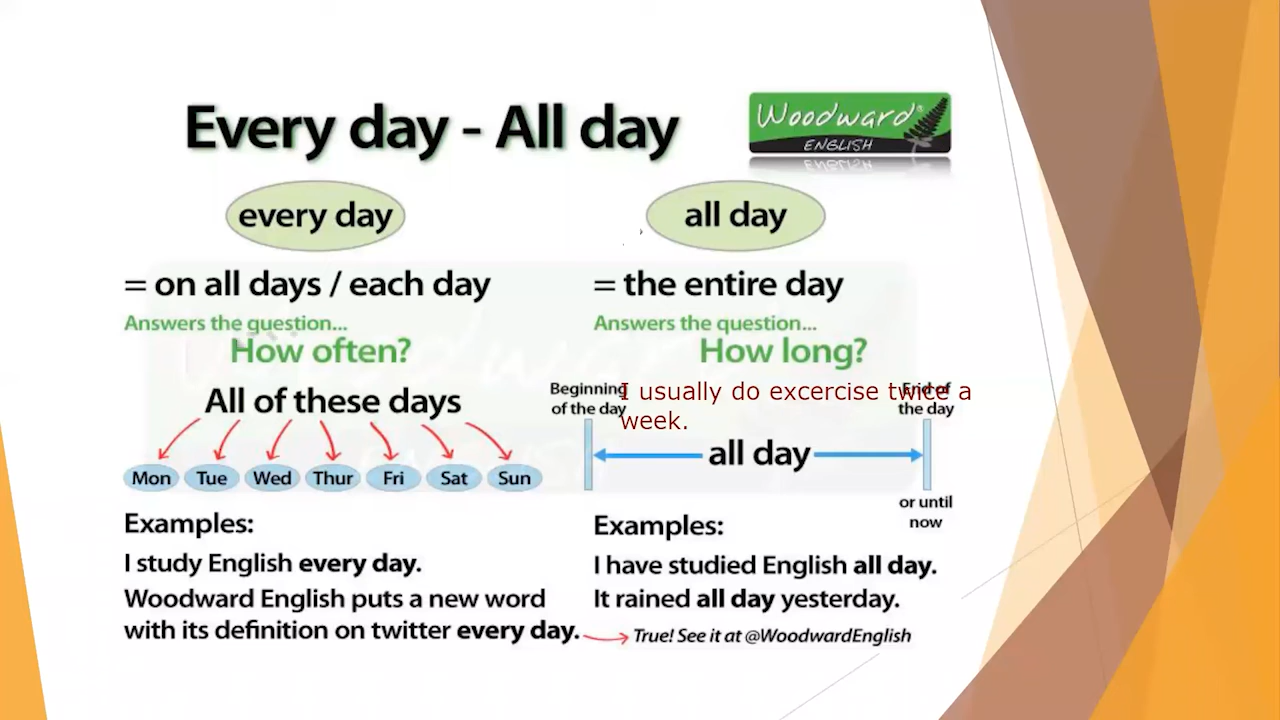 Every day - All day
Woodward®
ENGLISH
every day
= on all days / each day
Answers the question...
How often?
All of these days
Mon Tue Wed Thur Fri Sat Sun
Examples:
I study English every day.
Woodward English puts a new word
with its definition on twitter every day.
all day
= the entire day
Answers the question...
How long?
Beginning
of the day
End of
the day
I usually do excercise twice a
week.
all day
or until
now
Examples:
I have studied English all day.
It rained all day yesterday.
True! See it at @WoodwardEnglish